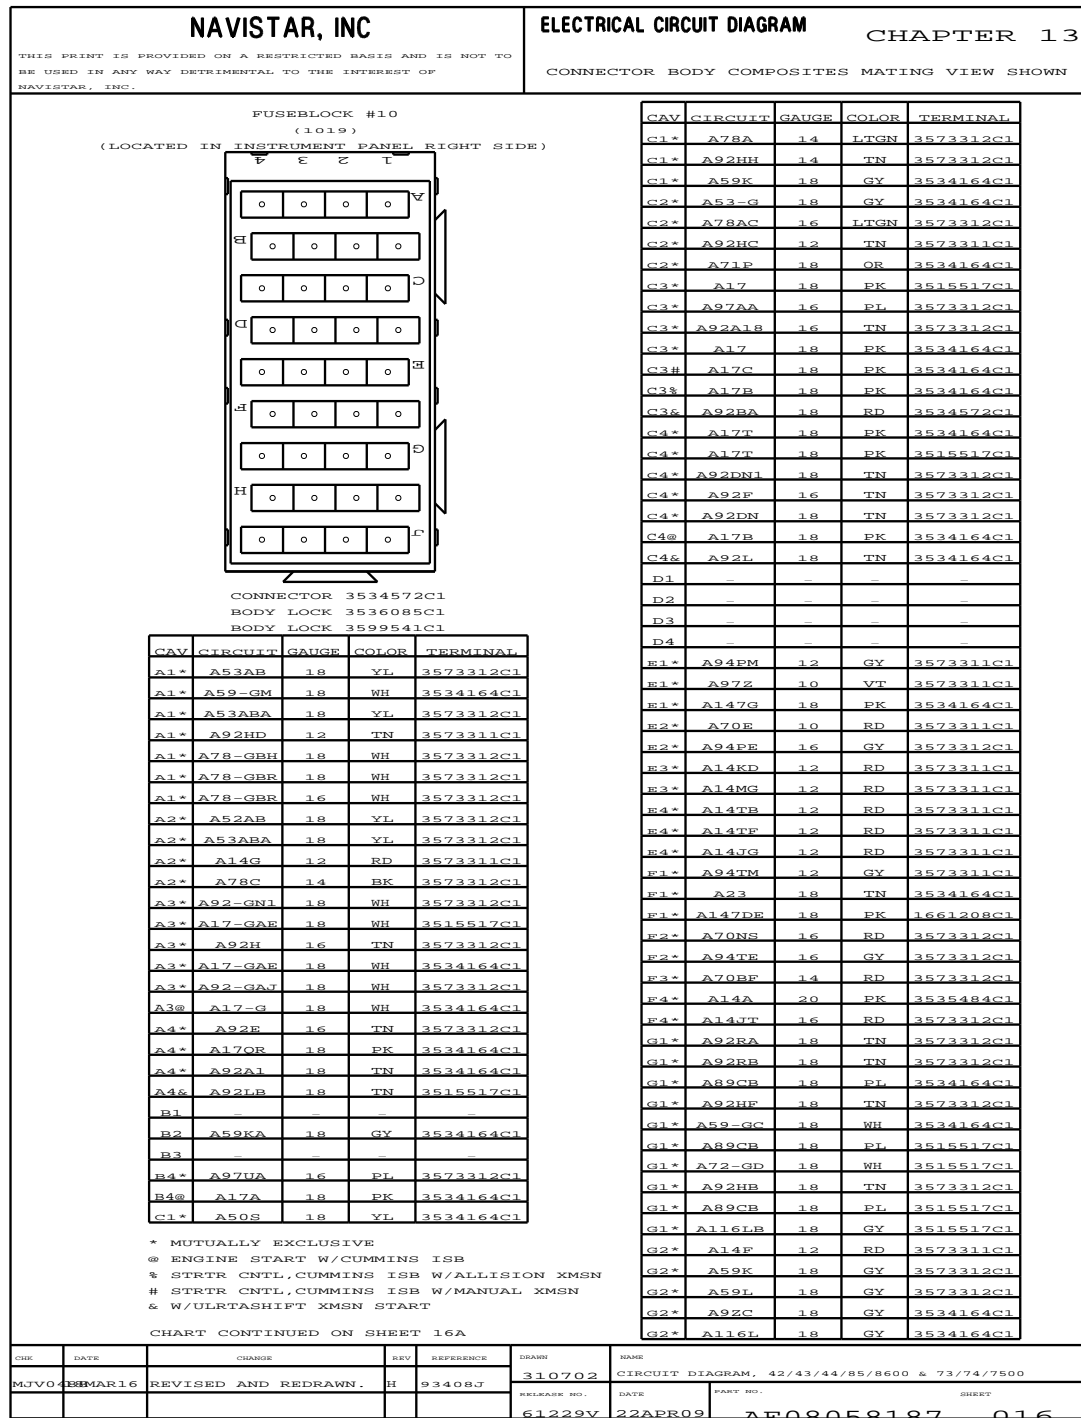 NAVISTAR, INC
THIS PRINT IS PROVIDED ON A RESTRICTED BASIS AND IS NOT TO
BE USED IN ANY WAY DETRIMENTAL TO THE INTEREST OF
NAVISTAR, INC.
ELECTRICAL CIRCUIT DIAGRAM
CHAPTER 13
CONNECTOR BODY COMPOSITES MATING VIEW SHOWN
FUSEBLOCK #10
(1019)
(LOCATED IN INSTRUMENT PANEL RIGHT SIDE)
4 3 2 1
A
B
C
D
E
F
G
H
J
CONNECTOR 3534572C1
BODY LOCK 3536085C1
BODY LOCK 3599541C1
CAV CIRCUIT GAUGE COLOR TERMINAL
A1* A53AB 18 YL 3573312C1
A1* A59-GM 18 WH 3534164C1
A1* A53ABA 18 YL 3573312C1
A1* A92HD 12 TN 3573311C1
A1* A78-GBH 18 WH 3573312C1
A1* A78-GBR 18 WH 3573312C1
A1* A78-GBR 16 WH 3573312C1
A2* A52AB 18 YL 3573312C1
A2* A53ABA 18 YL 3573312C1
A2* A14G 12 RD 3573311C1
A2* A78C 14 BK 3573312C1
A3* A92-GN1 18 WH 3573312C1
A3* A17-GAE 18 WH 3515517C1
A3* A92H 16 TN 3573312C1
A3* A17-GAE 18 WH 3534164C1
A3* A92-GAJ 18 WH 3573312C1
A3@ A17-G 18 WH 3534164C1
A4* A92E 16 TN 3573312C1
A4* A17QR 18 PK 3534164C1
A4* A92A1 18 TN 3534164C1
A4& A92LB 18 TN 3515517C1
B1 – – – –
B2 A59KA 18 GY 3534164C1
B3 – – – –
B4* A97UA 16 PL 3573312C1
B4@ A17A 18 PK 3534164C1
C1* A50S 18 YL 3534164C1
* MUTUALLY EXCLUSIVE
@ ENGINE START W/CUMMINS ISB
% STRTR CNTL,CUMMINS ISB W/ALLISION XMSN
# STRTR CNTL,CUMMINS ISB W/MANUAL XMSN
& W/ULRTASHIFT XMSN START
CHART CONTINUED ON SHEET 16A
CAV CIRCUIT GAUGE COLOR TERMINAL
C1* A78A 14 LTGN 3573312C1
C1* A92HH 14 TN 3573312C1
C1* A59K 18 GY 3534164C1
C2* A53-G 18 GY 3534164C1
C2* A78AC 16 LTGN 3573312C1
C2* A92HC 12 TN 3573311C1
C2* A71P 18 OR 3534164C1
C3* A17 18 PK 3515517C1
C3* A97AA 16 PL 3573312C1
C3* A92A18 16 TN 3573312C1
C3* A17 18 PK 3534164C1
C3# A17C 18 PK 3534164C1
C3% A17B 18 PK 3534164C1
C3& A92BA 18 RD 3534572C1
C4* A17T 18 PK 3534164C1
C4* A17T 18 PK 3515517C1
C4* A92DN1 18 TN 3573312C1
C4* A92F 16 TN 3573312C1
C4* A92DN 18 TN 3573312C1
C4@ A17B 18 PK 3534164C1
C4& A92L 18 TN 3534164C1
D1 – – – –
D2 – – – –
D3 – – – –
D4 – – – –
E1* A94PM 12 GY 3573311C1
E1* A97Z 10 VT 3573311C1
E1* A147G 18 PK 3534164C1
E2* A70E 10 RD 3573311C1
E2* A94PE 16 GY 3573312C1
E3* A14KD 12 RD 3573311C1
E3* A14MG 12 RD 3573311C1
E4* A14TB 12 RD 3573311C1
E4* A14TF 12 RD 3573311C1
E4* A14JG 12 RD 3573311C1
F1* A94TM 12 GY 3573311C1
F1* A23 18 TN 3534164C1
F1* A147DE 18 PK 1661208C1
F2* A70NS 16 RD 3573312C1
F2* A94TE 16 GY 3573312C1
F3* A70BF 14 RD 3573312C1
F4* A14A 20 PK 3535484C1
F4* A14JT 16 RD 3573312C1
G1* A92RA 18 TN 3573312C1
G1* A92RB 18 TN 3573312C1
G1* A89CB 18 PL 3534164C1
G1* A92HF 18 TN 3573312C1
G1* A59-GC 18 WH 3534164C1
G1* A89CB 18 PL 3515517C1
G1* A72-GD 18 WH 3515517C1
G1* A92HB 18 TN 3573312C1
G1* A89CB 18 PL 3515517C1
G1* A116LB 18 GY 3515517C1
G2* A14F 12 RD 3573311C1
G2* A59K 18 GY 3573312C1
G2* A59L 18 GY 3573312C1
G2* A9ZC 18 GY 3534164C1
G2* A116L 18 GY 3534164C1
CHK DATE CHANGE REV REFERENCE
MAR16 REVISED AND REDRAWN. H 93408J
DRAWN
310702
NAME
CIRCUIT DIAGRAM, 42/43/44/85/8600 & 73/74/7500
RELEASE NO.
61229V
DATE
22APR09
PART NO.
AF08058187
SHEET
016